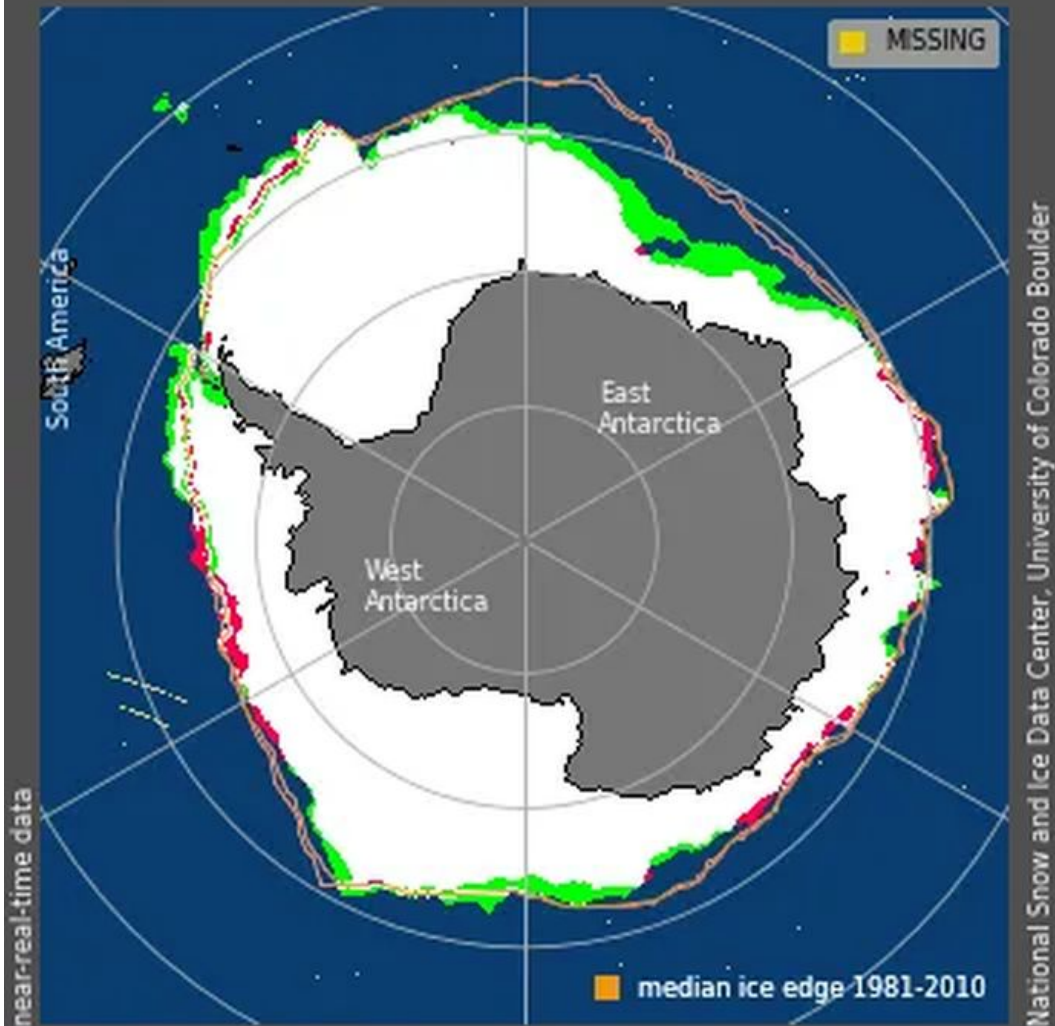 MISSING
South America
East
Antarctica
West
Antarctica
median ice edge 1981-2010
near-real-time data
National Snow and Ice Data Center, University of Colorado Boulder